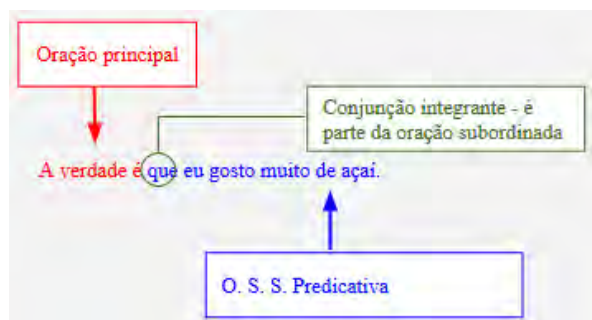 Oração principal
Conjunção integrante - é
parte da oração subordinada
A verdade é que eu gosto muito de açaí.
O. S. S. Predicativa